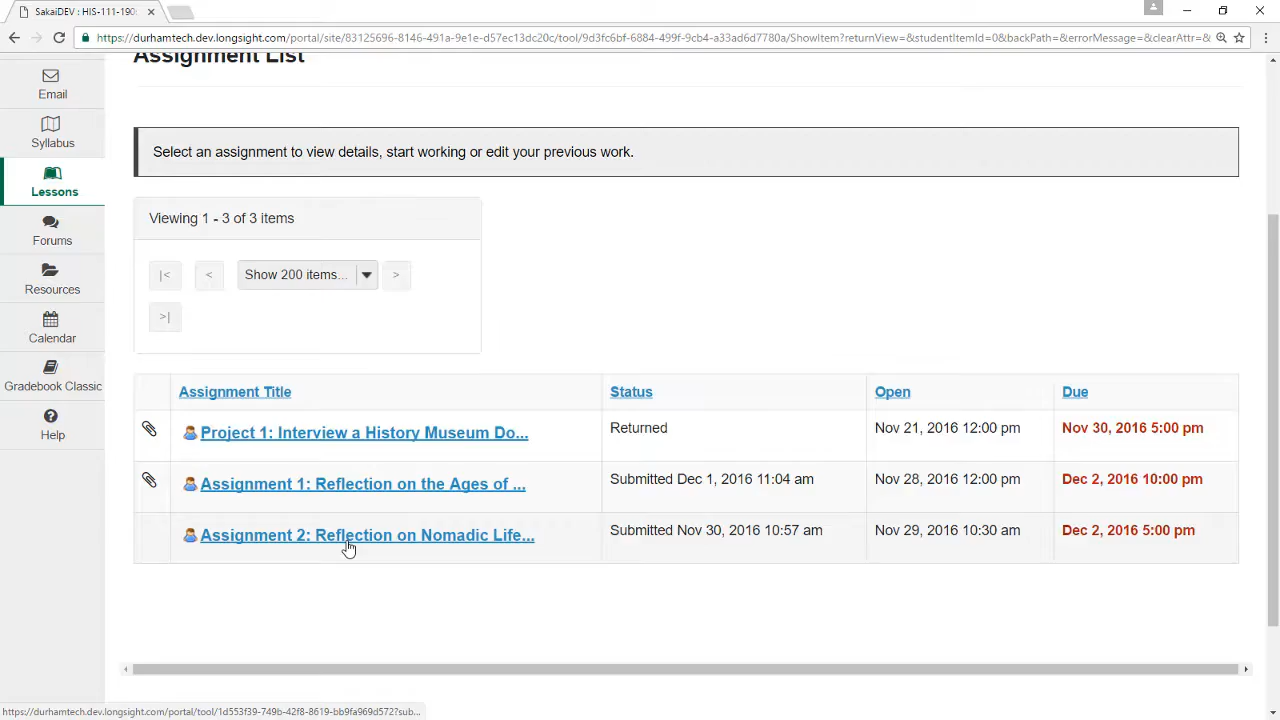 SakaiDEV : HIS-111-190
https://durhamtech.dev.longsight.com/portal/site/83125696-8146-491a-9e1e-d57ec13dc20c/tool/9d3fc6bf-6884-499f-9cb4-a33ad6d7780a/ShowItem?returnView=&studentItemId=0&backPath=&errorMessage=&clearAttr=&
Assignment List
Email
Syllabus
Lessons
Forums
Resources
Calendar
Gradebook Classic
Help
Select an assignment to view details, start working or edit your previous work.
Viewing 1 - 3 of 3 items
|< < Show 200 items... >
>|
Assignment Title Status Open Due
Project 1: Interview a History Museum Do... Returned Nov 21, 2016 12:00 pm Nov 30, 2016 5:00 pm
Assignment 1: Reflection on the Ages of ... Submitted Dec 1, 2016 11:04 am Nov 28, 2016 12:00 pm Dec 2, 2016 10:00 pm
Assignment 2: Reflection on Nomadic Life... Submitted Nov 30, 2016 10:57 am Nov 29, 2016 10:30 am Dec 2, 2016 5:00 pm
https://durhamtech.dev.longsight.com/portal/tool/1d553f39-749b-42f8-8619-bb9fa969d572?sub...